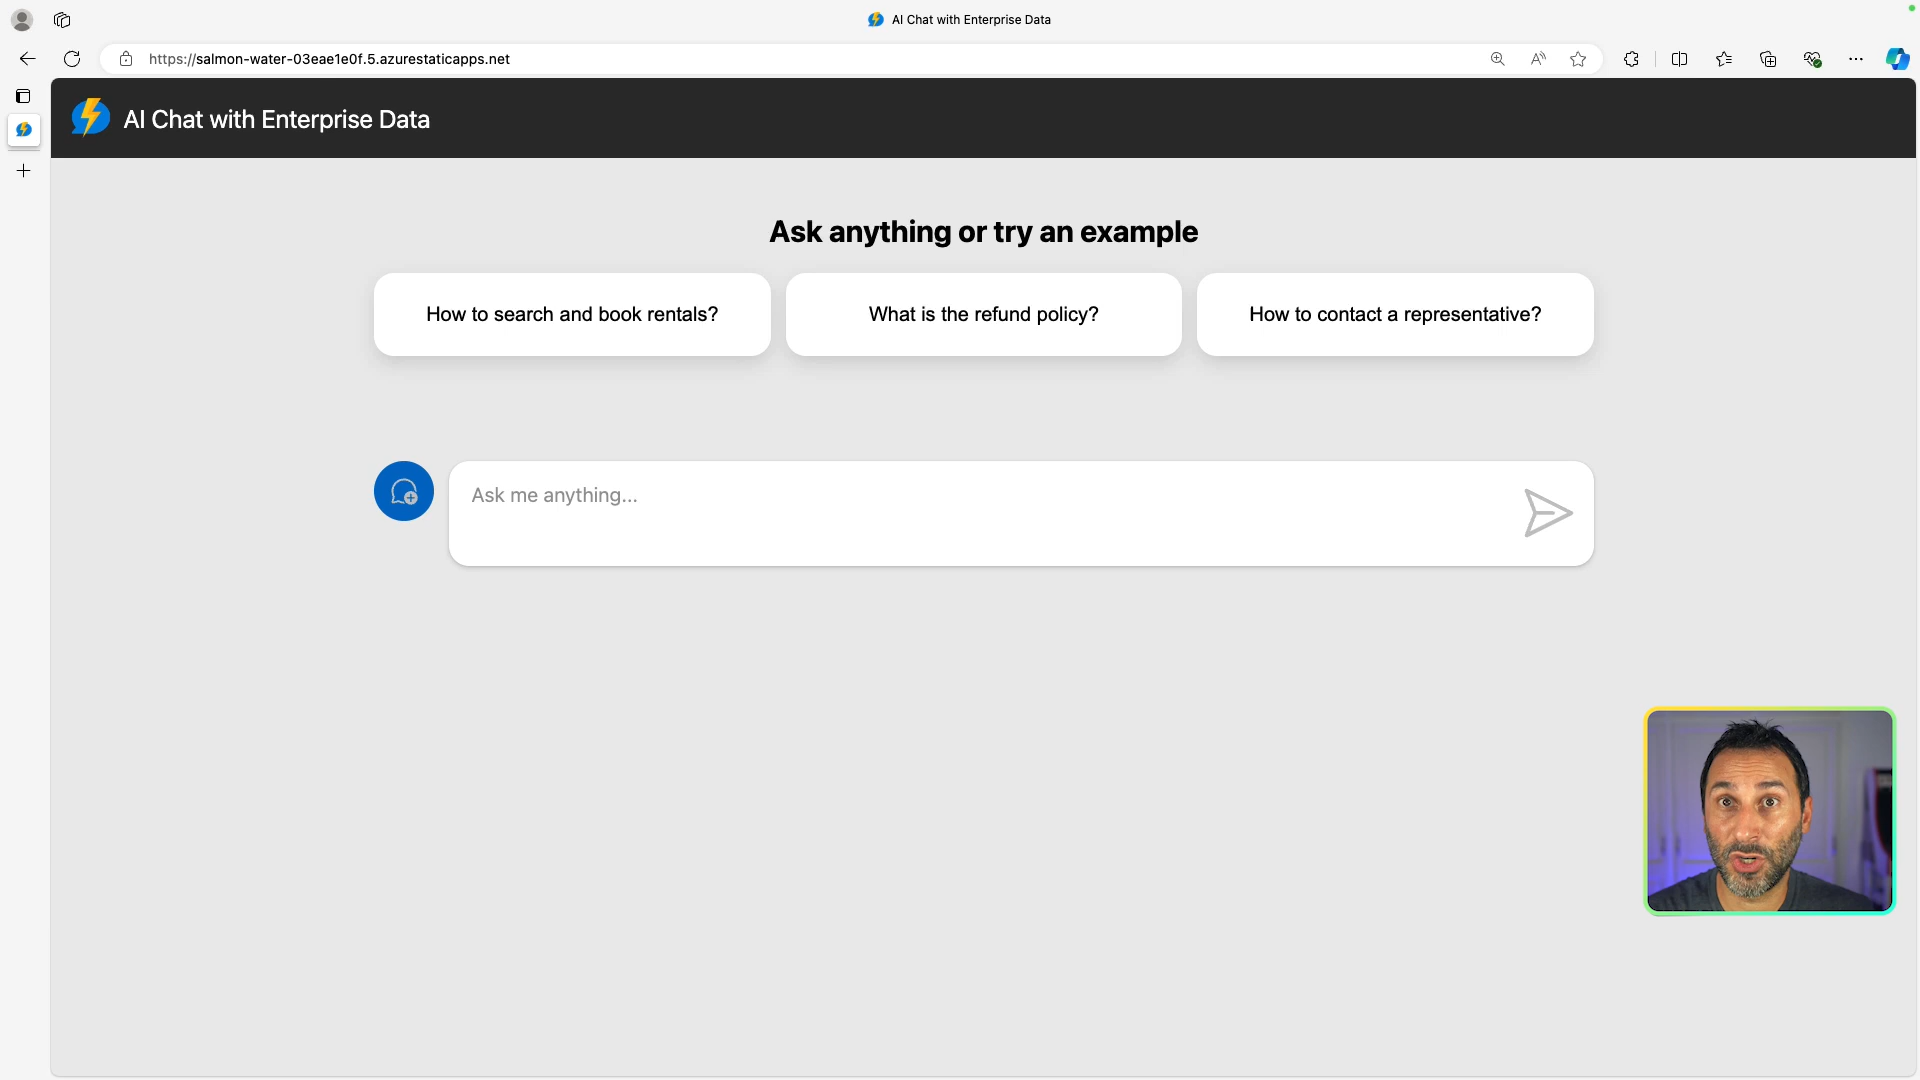 AI Chat with Enterprise Data
https://salmon-water-03eae1e0f.5.azurestaticapps.net
AI Chat with Enterprise Data
Ask anything or try an example
How to search and book rentals?
What is the refund policy?
How to contact a representative?
Ask me anything...